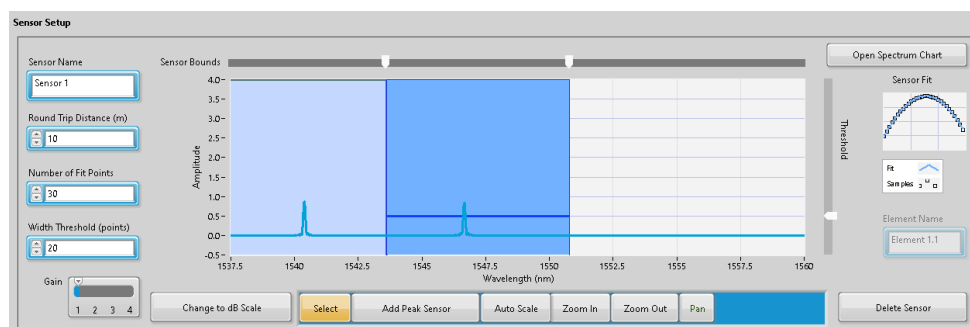 Sensor Setup
Sensor Name
Sensor 1
Round Trip Distance (m)
10
Number of Fit Points
30
Width Threshold (points)
20
Gain
1 2 3 4
Sensor Bounds
Amplitude
4.0
3.5
3.0
2.5
2.0
1.5
1.0
0.5
0.0
-0.5
1537.5 1540 1542.5 1545 1547.5 1550 1552.5 1555 1557.5 1560
Wavelength (nm)
Threshold
Open Spectrum Chart
Sensor Fit
Fit
Samples
Element Name
Element 1.1
Change to dB Scale
Select
Add Peak Sensor
Auto Scale
Zoom In
Zoom Out
Pan
Delete Sensor